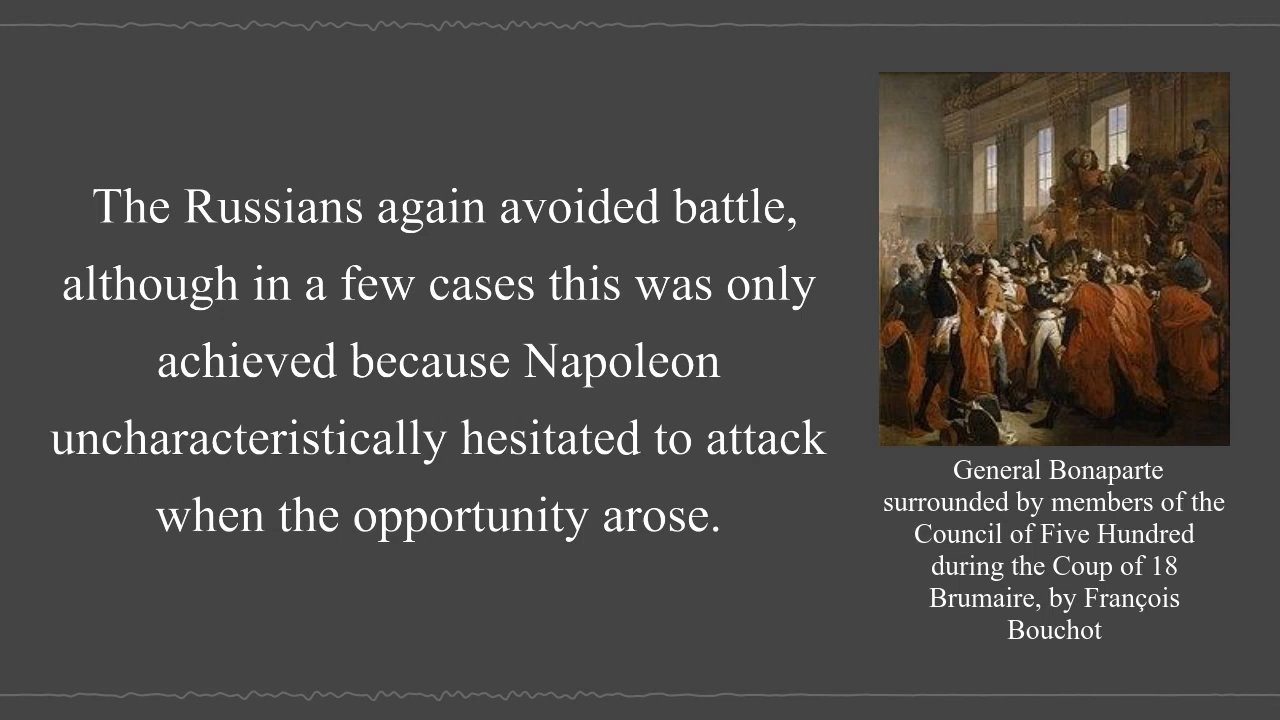 The Russians again avoided battle,
although in a few cases this was only
achieved because Napoleon
uncharacteristically hesitated to attack
when the opportunity arose.
General Bonaparte
surrounded by members of the
Council of Five Hundred
during the Coup of 18
Brumaire, by François
Bouchot